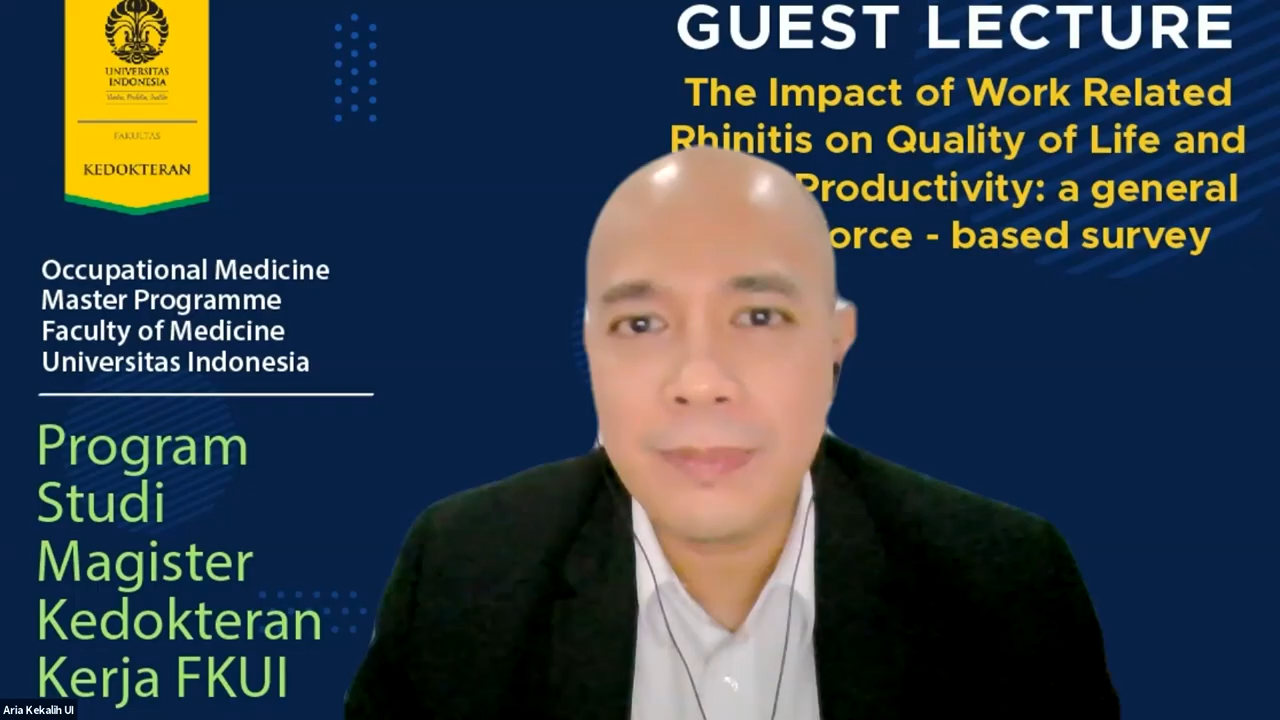 UNIVERSITAS
INDONESIA
Veritas, Probitas, Iustitia
FAKULTAS
KEDOKTERAN
Occupational Medicine
Master Programme
Faculty of Medicine
Universitas Indonesia
Program
Studi
Magister
Kedokteran
Kerja FKUI
GUEST LECTURE
The Impact of Work Related
Rhinitis on Quality of Life and
Productivity: a general
- based survey
Aria Kekalih UI